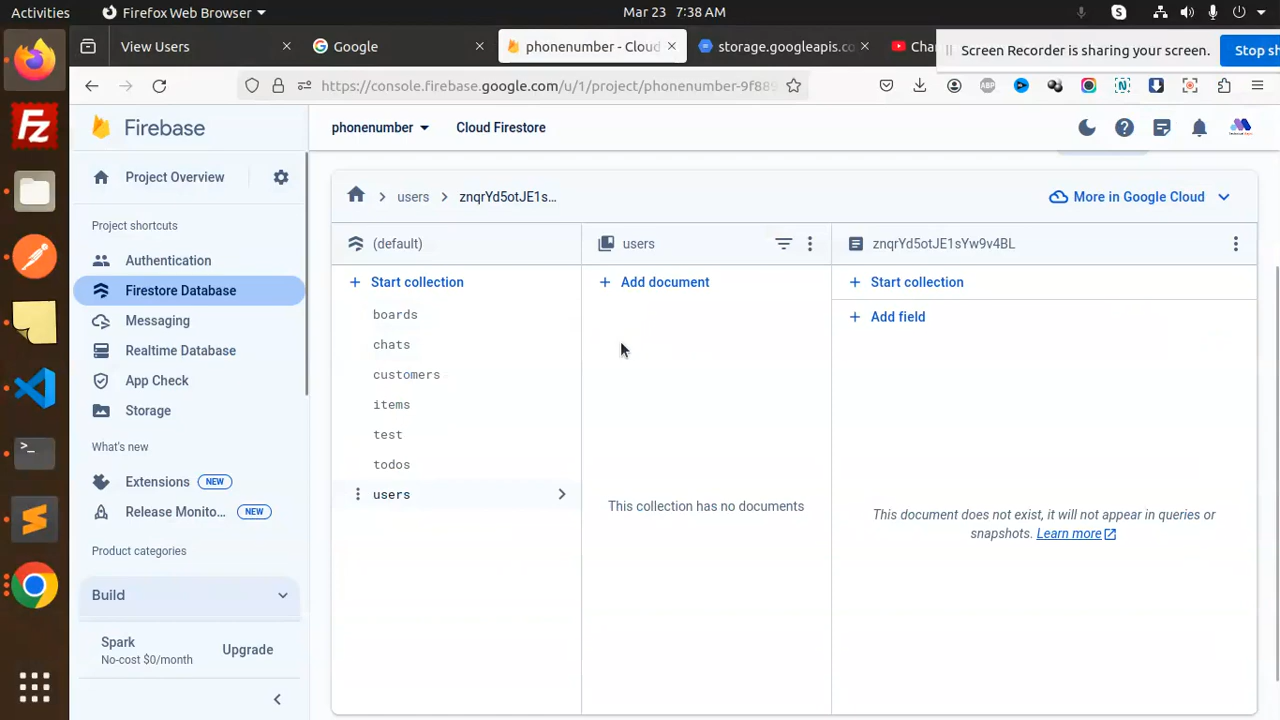 Activities
Firefox Web Browser
Mar 23 7:38 AM
View Users
Google
phonenumber - Cloud
storage.googleapis.co
Cha
Screen Recorder is sharing your screen.
Stop sh
https://console.firebase.google.com/u/1/project/phonenumber-9f889
ABP
N
Firebase
phonenumber
Cloud Firestore
Project Overview
users
znqrYd5otJE1s...
More in Google Cloud
Project shortcuts
(default)
users
znqrYd5otJE1sYw9v4BL
Authentication
Start collection
Add document
Start collection
Firestore Database
boards
Add field
Messaging
chats
Realtime Database
customers
App Check
items
Storage
test
What's new
todos
Extensions NEW
users
This collection has no documents
This document does not exist, it will not appear in queries or
snapshots. Learn more
Release Monito... NEW
Product categories
Build
Spark
No-cost $0/month
Upgrade